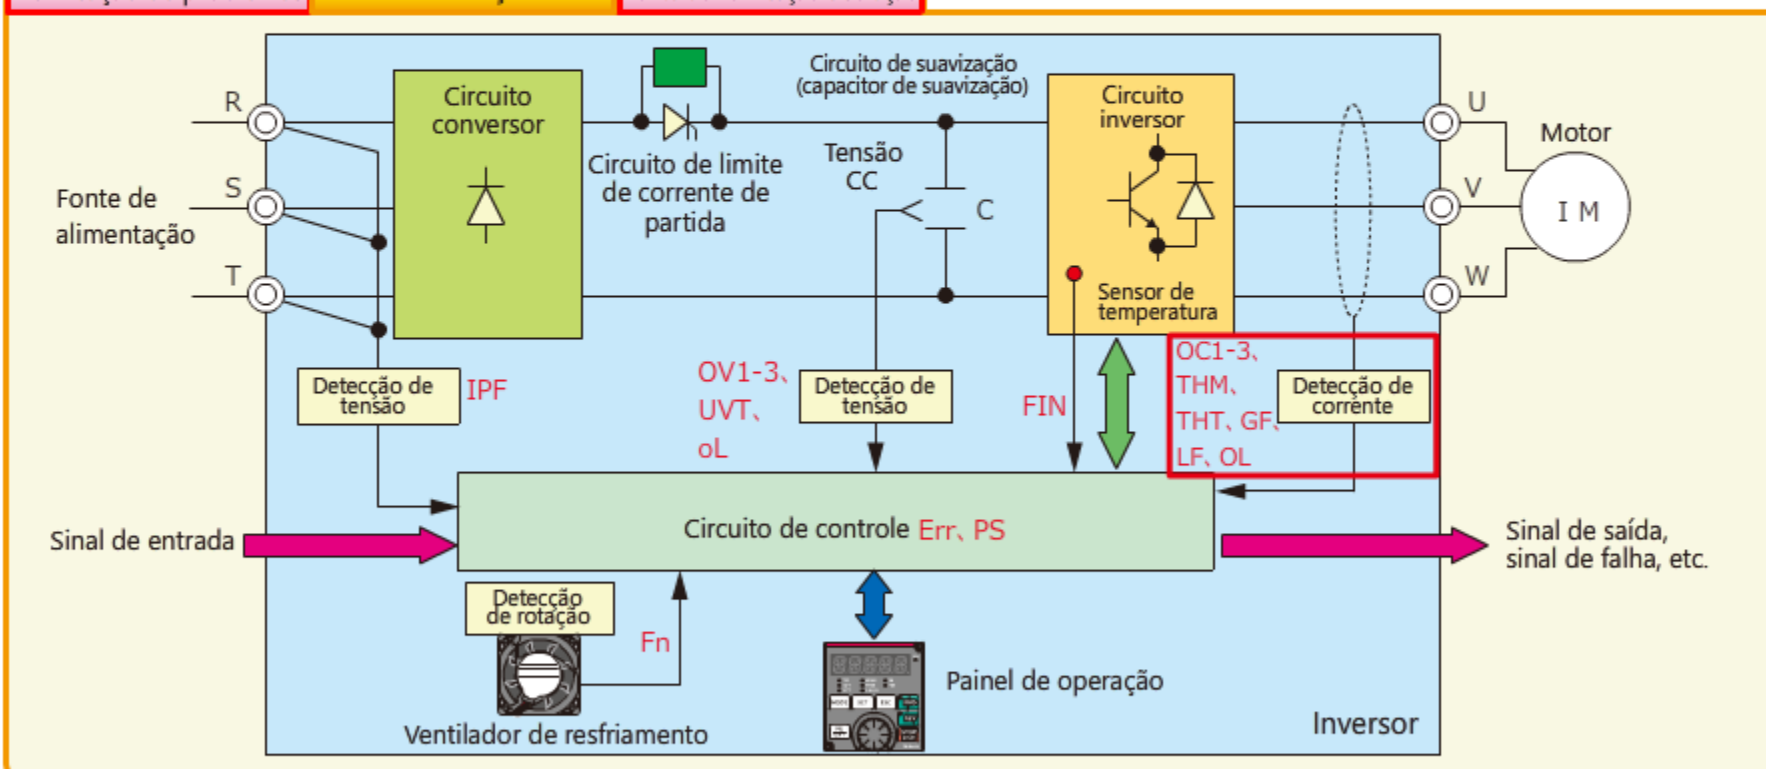 Circuito
conversor
Circuito de suavização
(capacitor de suavização)
Circuito
inversor
R
S
T
Fonte de
alimentação
Circuito de limite
de corrente de
partida
Tensão
CC
C
Sensor de
temperatura
U
V
W
Motor
I M
Detecção de
tensão
IPF
OV1-3、
UVT、
oL
Detecção de
tensão
FIN
OC1-3、
THM、
THT、GF、
LF、OL
Detecção de
corrente
Sinal de entrada
Circuito de controle Err、PS
Sinal de saída,
sinal de falha, etc.
Detecção
de rotação
Fn
Ventilador de resfriamento
Painel de operação
Inversor